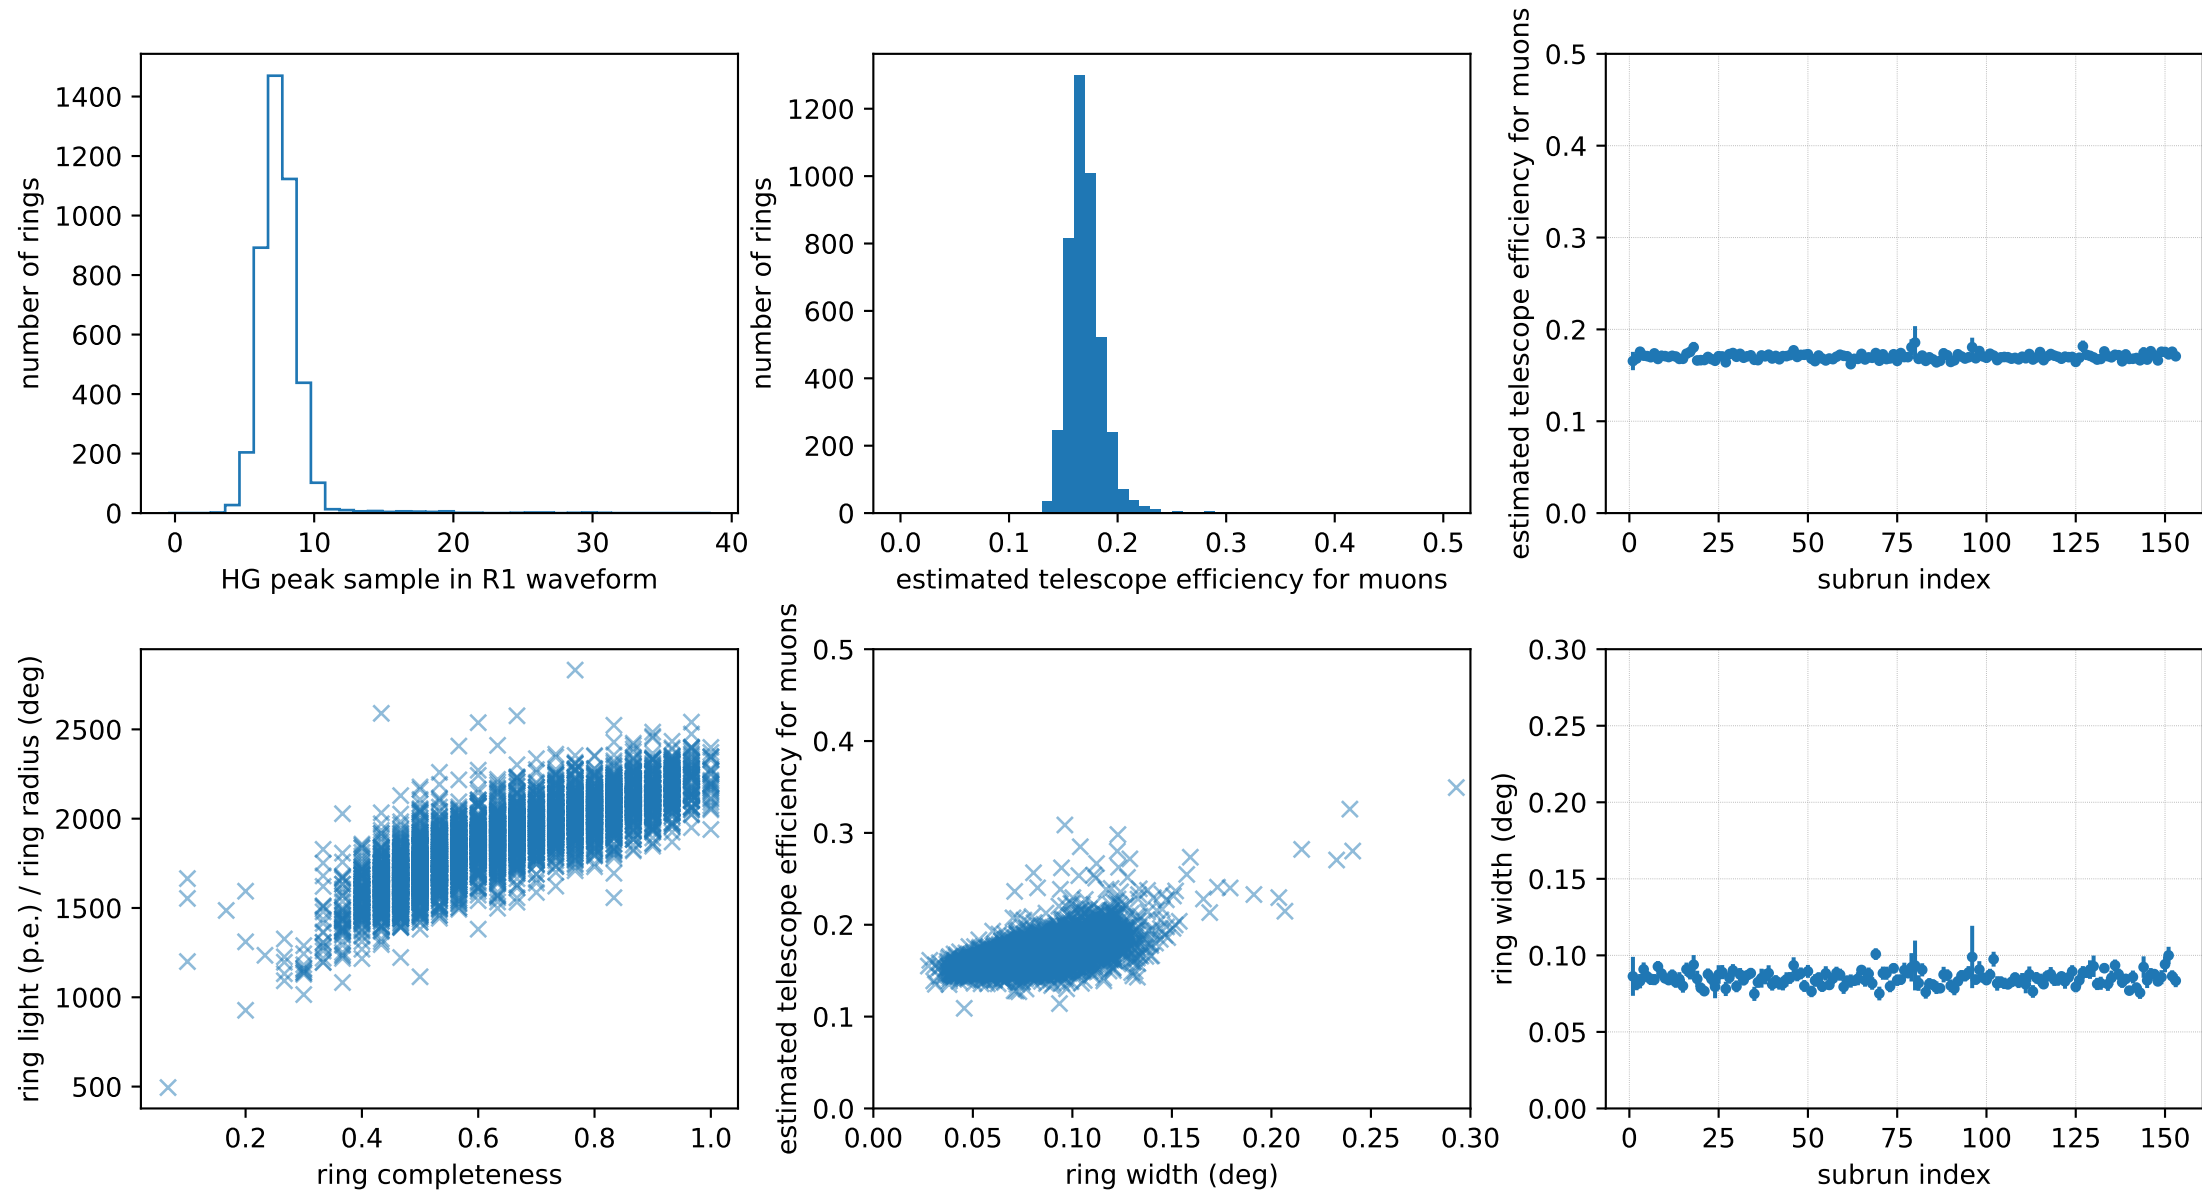 number of rings
1400
1200
1000
800
600
400
200
0
0 10 20 30 40
HG peak sample in R1 waveform
number of rings
1200
1000
800
600
400
200
0
0.0 0.1 0.2 0.3 0.4 0.5
estimated telescope efficiency for muons
estimated telescope efficiency for muons
0.5
0.4
0.3
0.2
0.1
0.0
0 25 50 75 100 125 150
subrun index
ring light (p.e.) / ring radius (deg)
2500
2000
1500
1000
500
0.2 0.4 0.6 0.8 1.0
ring completeness
estimated telescope efficiency for muons
0.5
0.4
0.3
0.2
0.1
0.0
0.00 0.05 0.10 0.15 0.20 0.25 0.30
ring width (deg)
ring width (deg)
0.30
0.25
0.20
0.15
0.10
0.05
0.00
0 25 50 75 100 125 150
subrun index